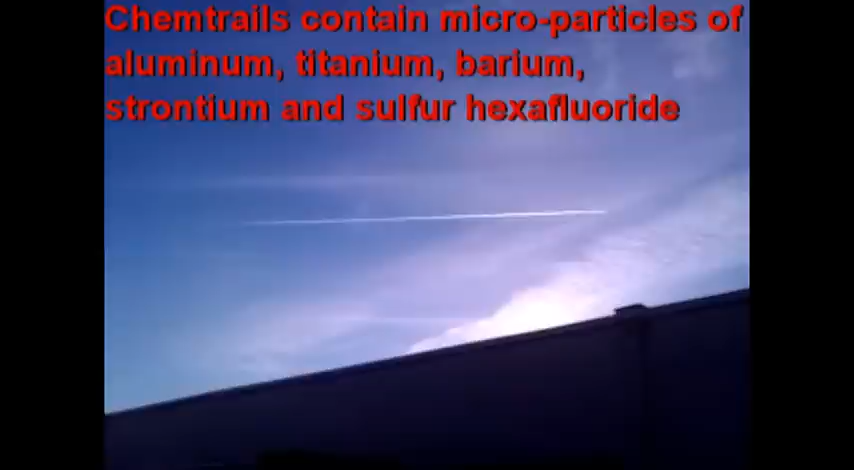 Chemtrails contain micro-particles of
aluminum, titanium, barium,
strontium and sulfur hexafluoride